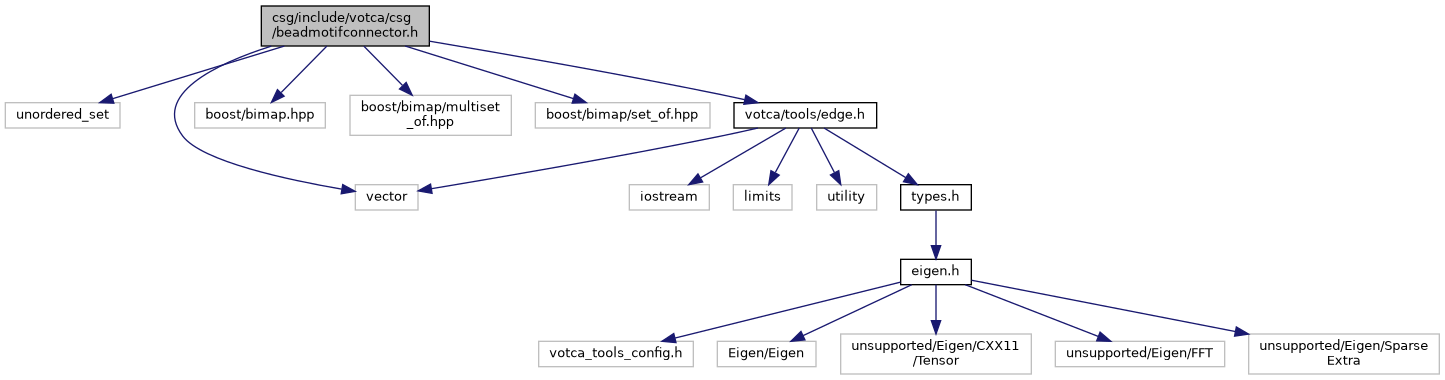 csg/include/votca/csg
/beadmotifconnector.h
unordered_set
boost/bimap.hpp
boost/bimap/multiset
_of.hpp
boost/bimap/set_of.hpp
votca/tools/edge.h
vector
iostream
limits
utility
types.h
eigen.h
votca_tools_config.h
Eigen/Eigen
unsupported/Eigen/CXX11
/Tensor
unsupported/Eigen/FFT
unsupported/Eigen/Sparse
Extra